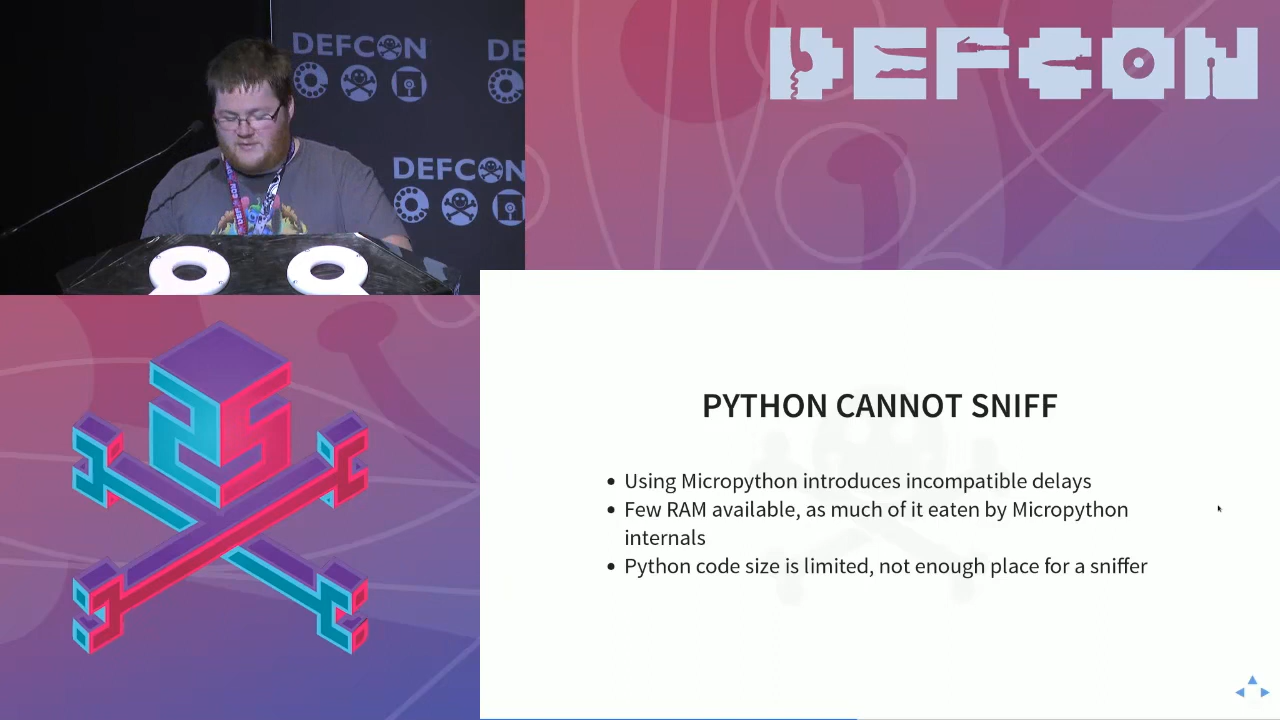 DEFCON
DE
DEFCON
DEFCON
PYTHON CANNOT SNIFF
Using Micropython introduces incompatible delays
Few RAM available, as much of it eaten by Micropython
internals
Python code size is limited, not enough place for a sniffer